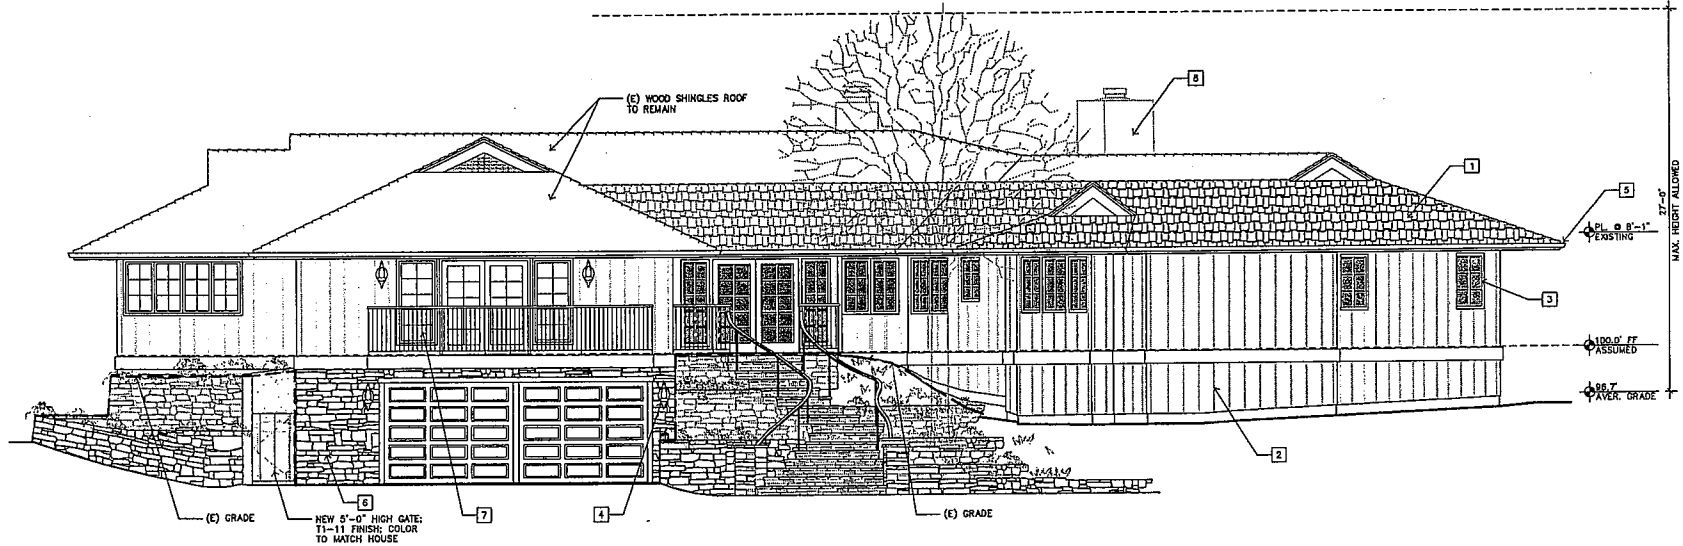 (E) WOOD SHINGLES ROOF
TO REMAIN
8
1
5
27'-0"
MAX. HEIGHT ALLOWED
PL. @ 8'-1"
EXISTING
3
100.0' FF
ASSUMED
96.7'
AVER. GRADE
2
6
7
4
(E) GRADE
NEW 5'-0" HIGH GATE;
T1-11 FINISH; COLOR
TO MATCH HOUSE
(E) GRADE